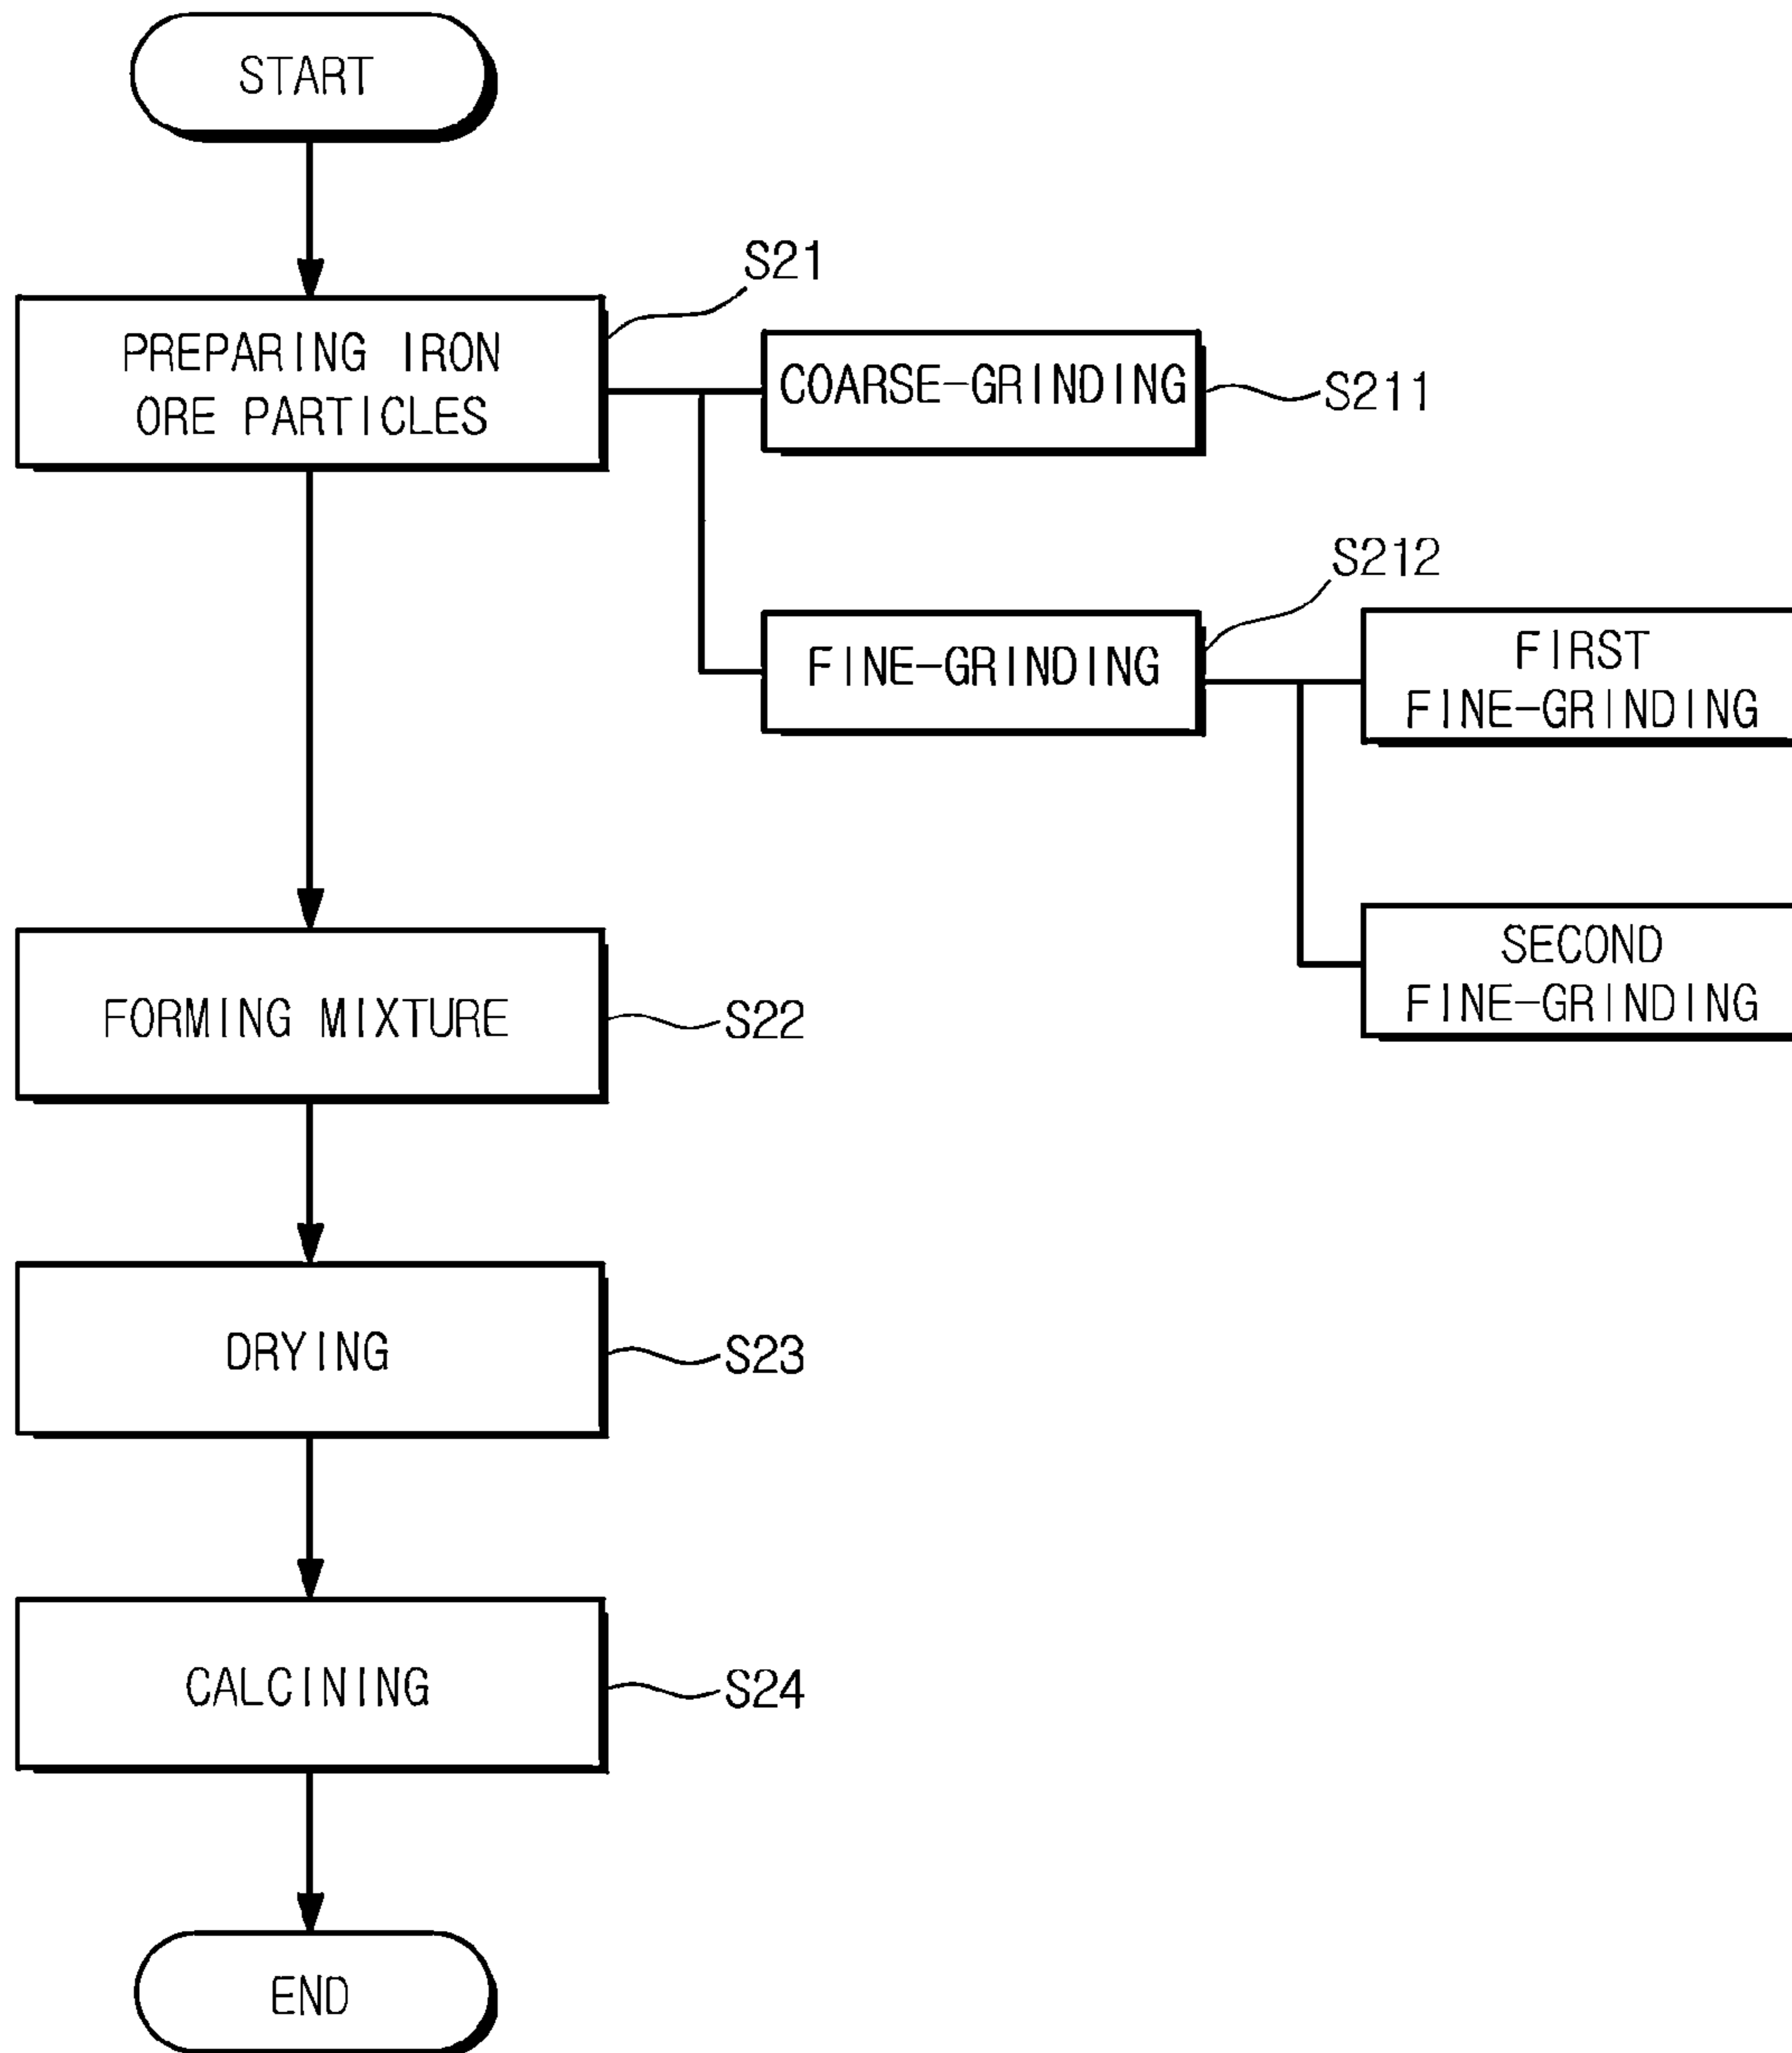 START
S21
PREPARING IRON
ORE PARTICLES
COARSE-GRINDING
S211
S212
FINE-GRINDING
FIRST
FINE-GRINDING
SECOND
FINE-GRINDING
FORMING MIXTURE
S22
DRYING
S23
CALCINING
S24
END